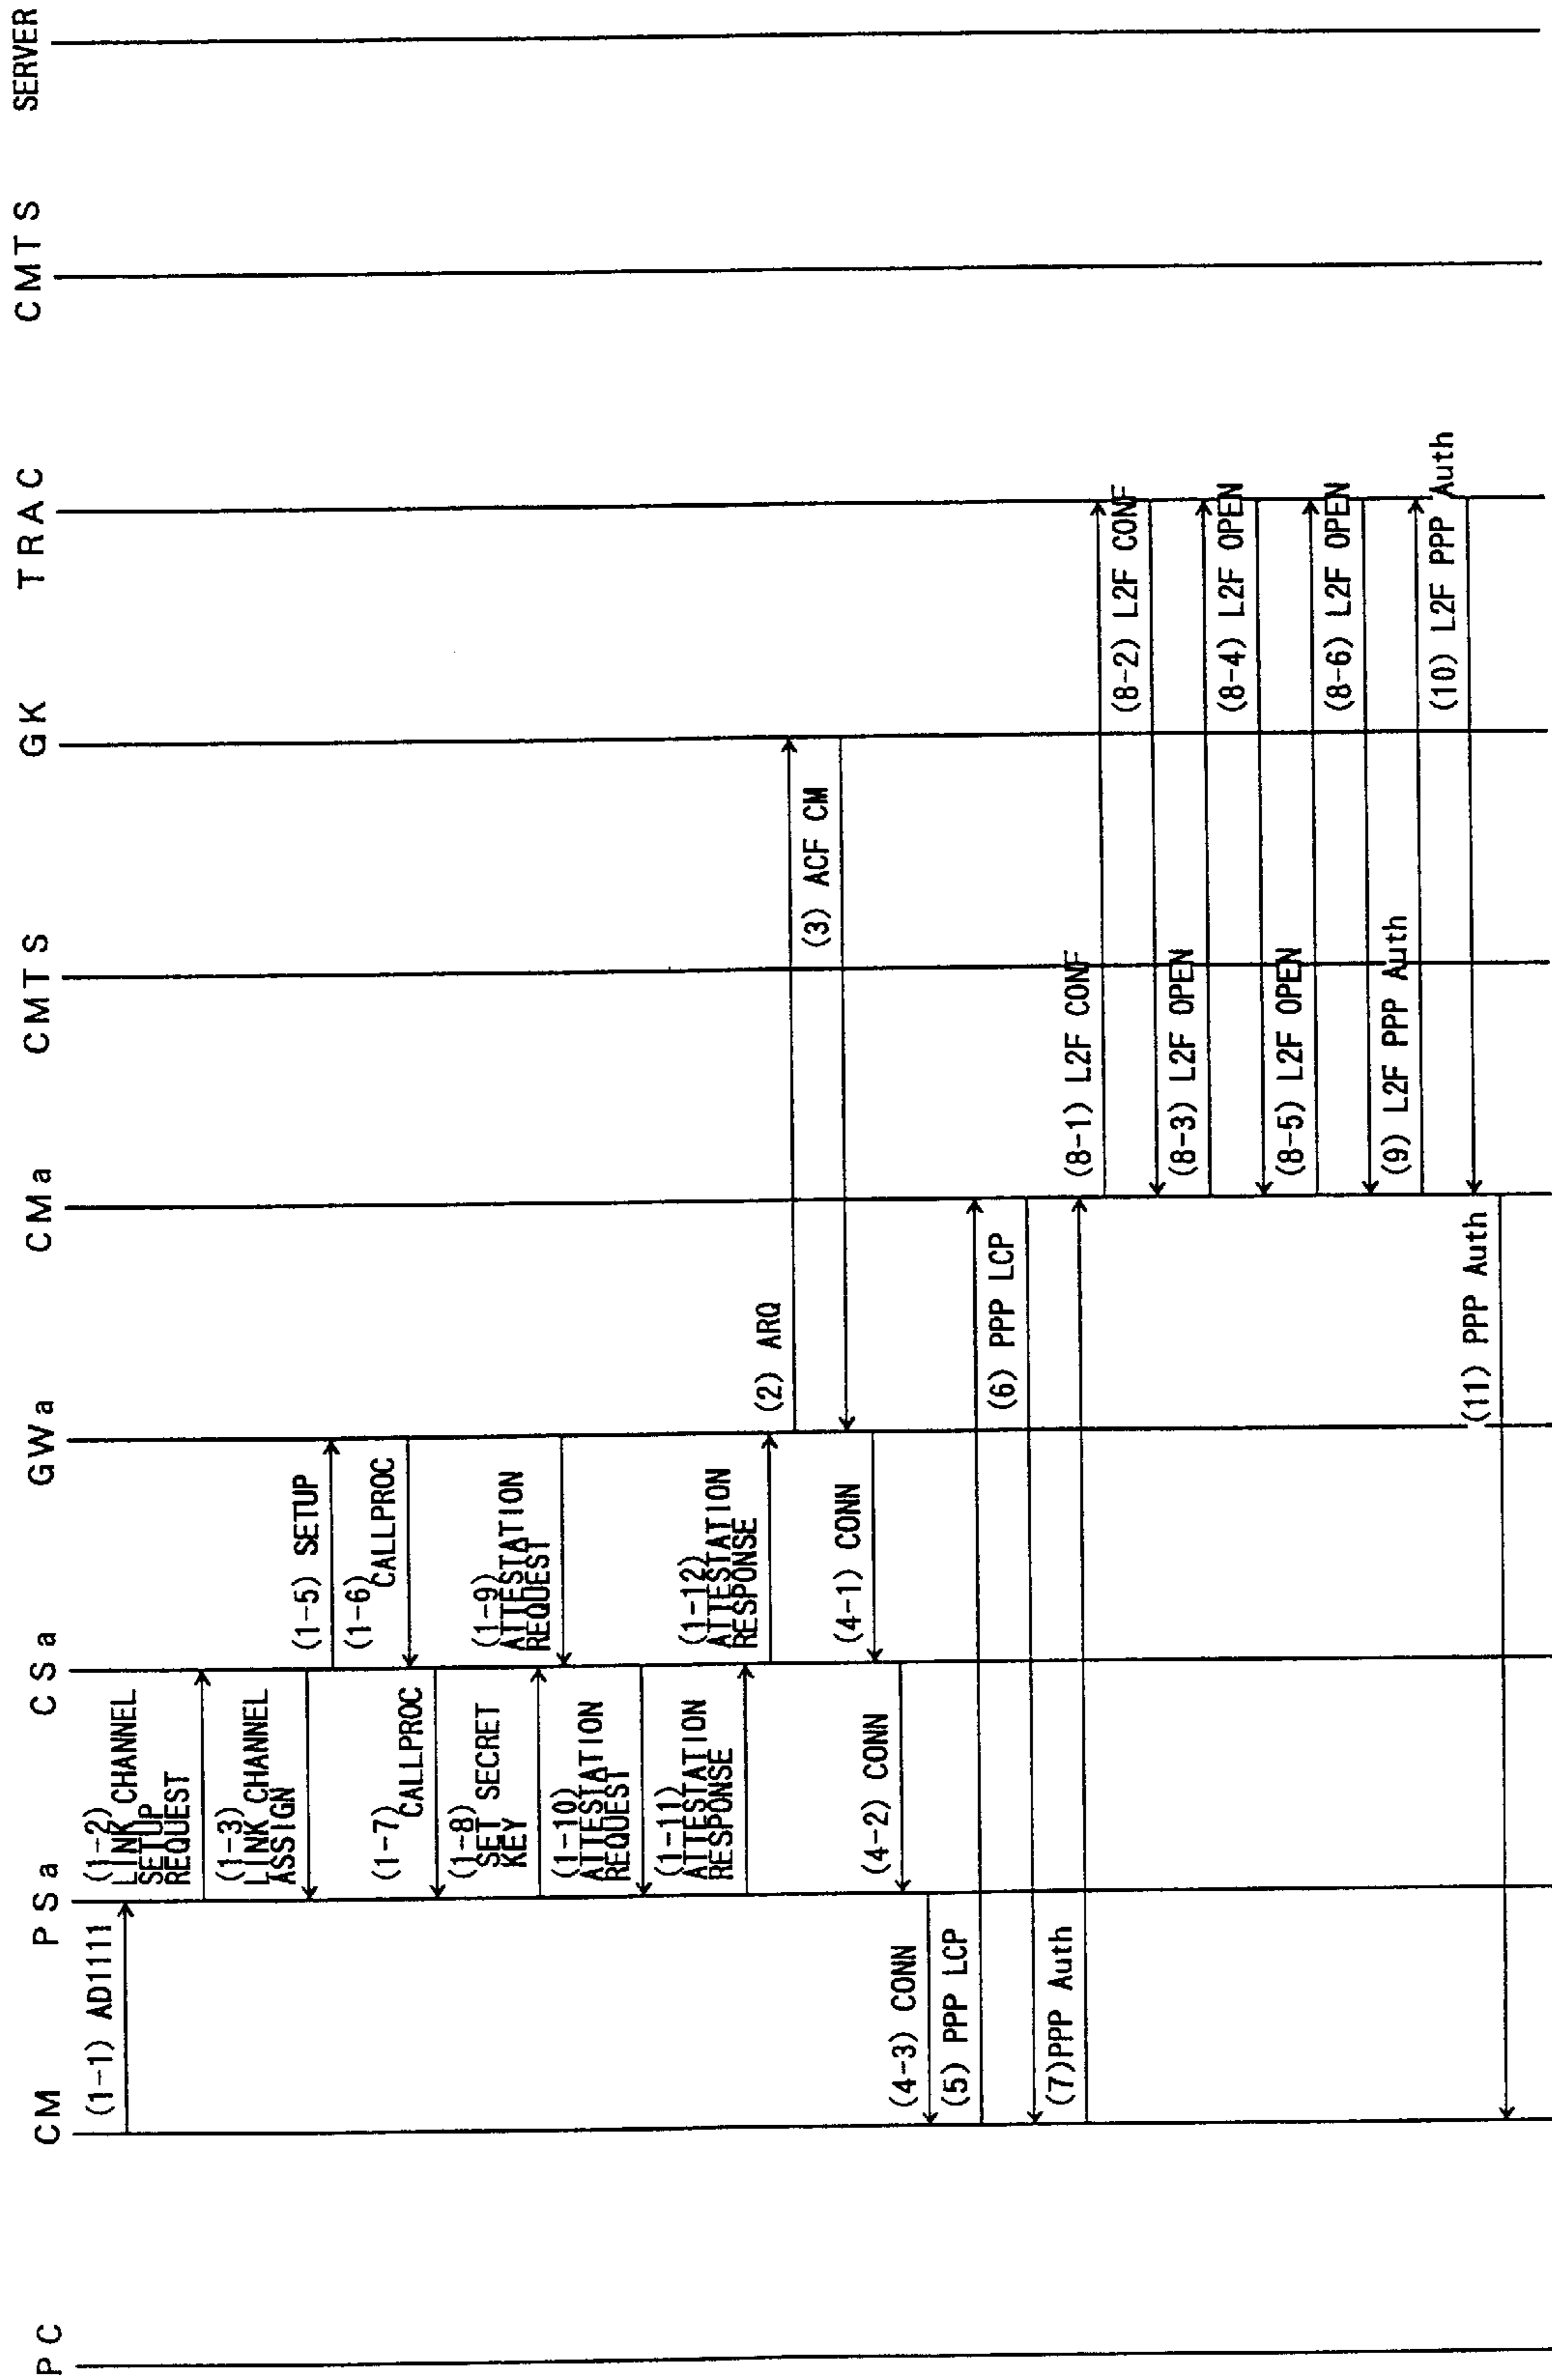 PC
CM
PSa
CSa
GWa
CMa
CMTS
GK
TRAC
CMTS
SERVER
(1-1) AD1111
(1-2)
LINK CHANNEL
SETUP
REQUEST
(1-3)
LINK CHANNEL
ASSIGN
(1-5) SETUP
(1-6)
CALLPROC
(1-7)
CALLPROC
(1-8)
SET SECRET
KEY
(1-9)
ATTESTATION
REQUEST
(1-10)
ATTESTATION
REQUEST
(1-11)
ATTESTATION
RESPONSE
(1-12)
ATTESTATION
RESPONSE
(2) ARQ
(3) ACF CM
(4-1) CONN
(4-2) CONN
(4-3) CONN
(5) PPP LCP
(6) PPP LCP
(7)PPP Auth
(8-1) L2F CONF
(8-2) L2F CONF
(8-3) L2F OPEN
(8-4) L2F OPEN
(8-5) L2F OPEN
(8-6) L2F OPEN
(9) L2F PPP Auth
(10) L2F PPP Auth
(11) PPP Auth